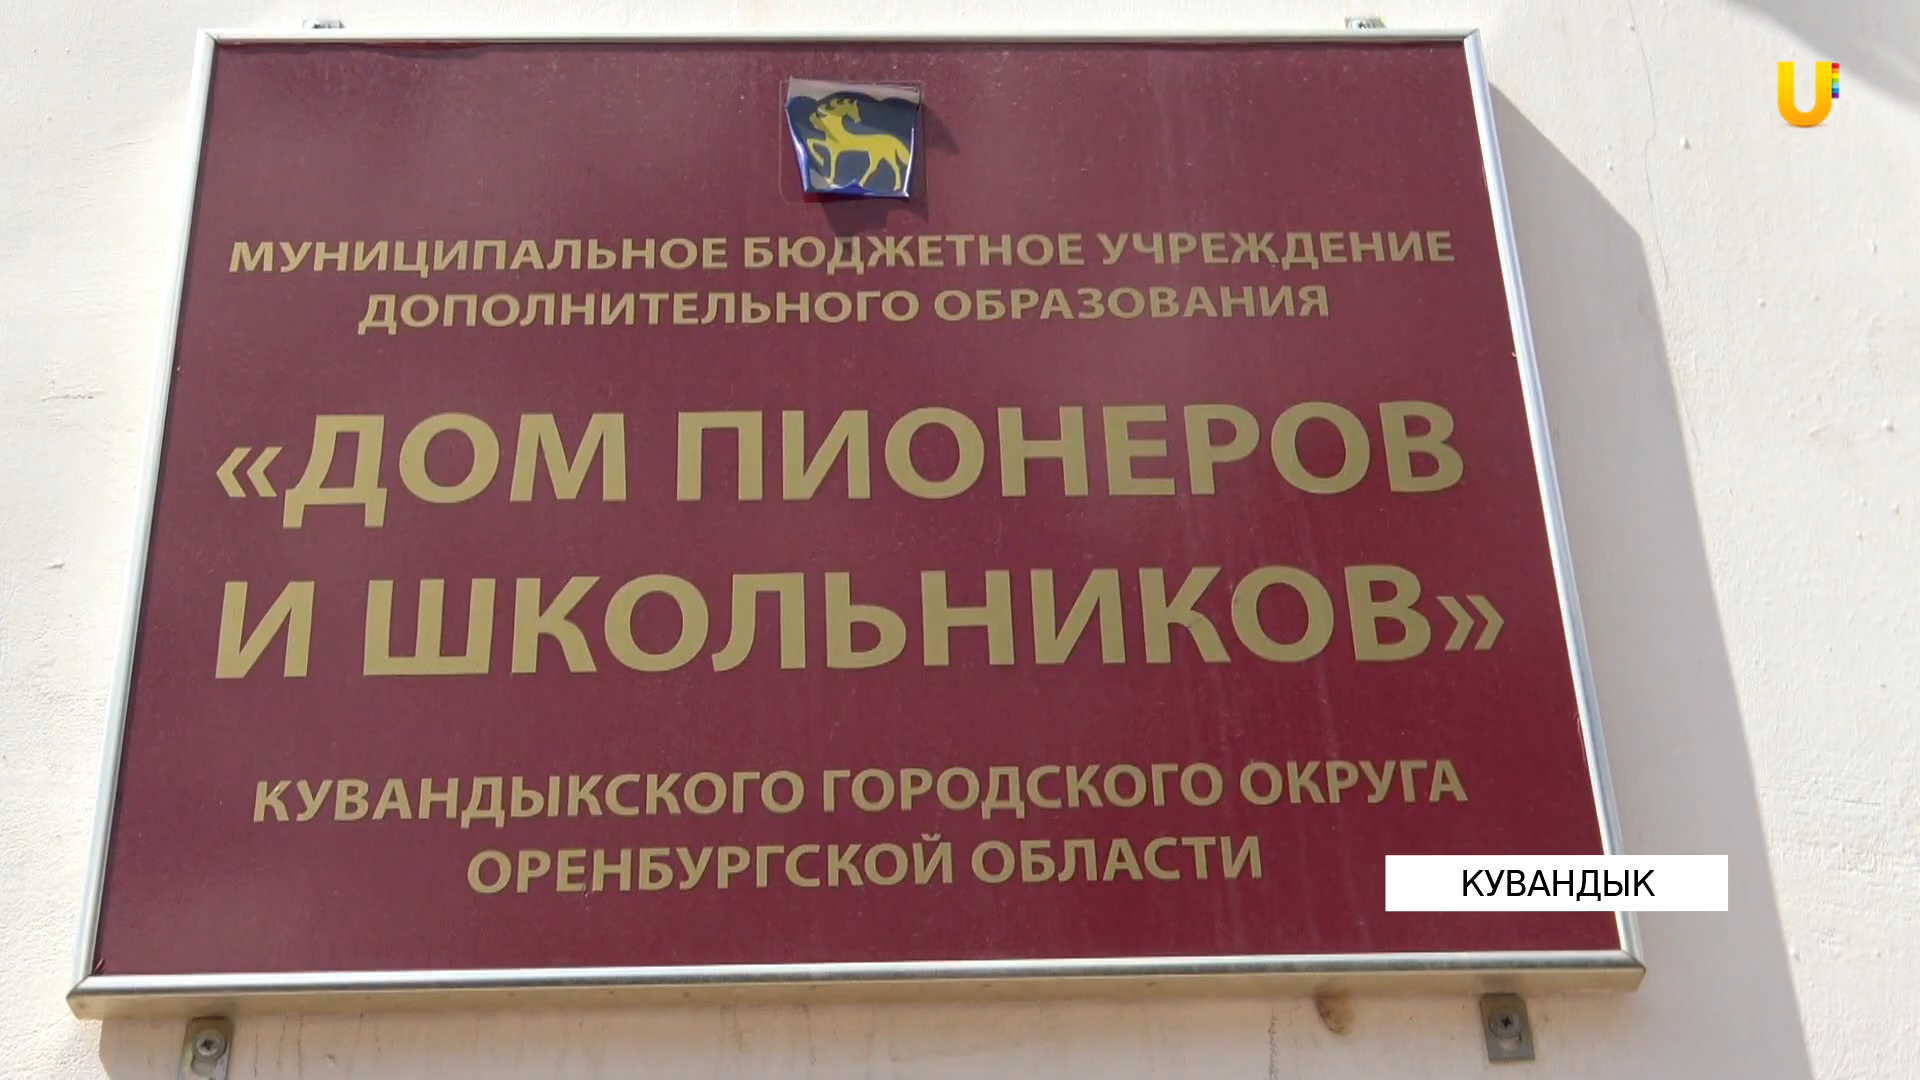 U
МУНИЦИПАЛЬНОЕ БЮДЖЕТНОЕ УЧРЕЖДЕНИЕ
ДОПОЛНИТЕЛЬНОГО ОБРАЗОВАНИЯ
«ДОМ ПИОНЕРОВ
И ШКОЛЬНИКОВ»
КУВАНДЫКСКОГО ГОРОДСКОГО ОКРУГА
ОРЕНБУРГСКОЙ ОБЛАСТИ
КУВАНДЫК